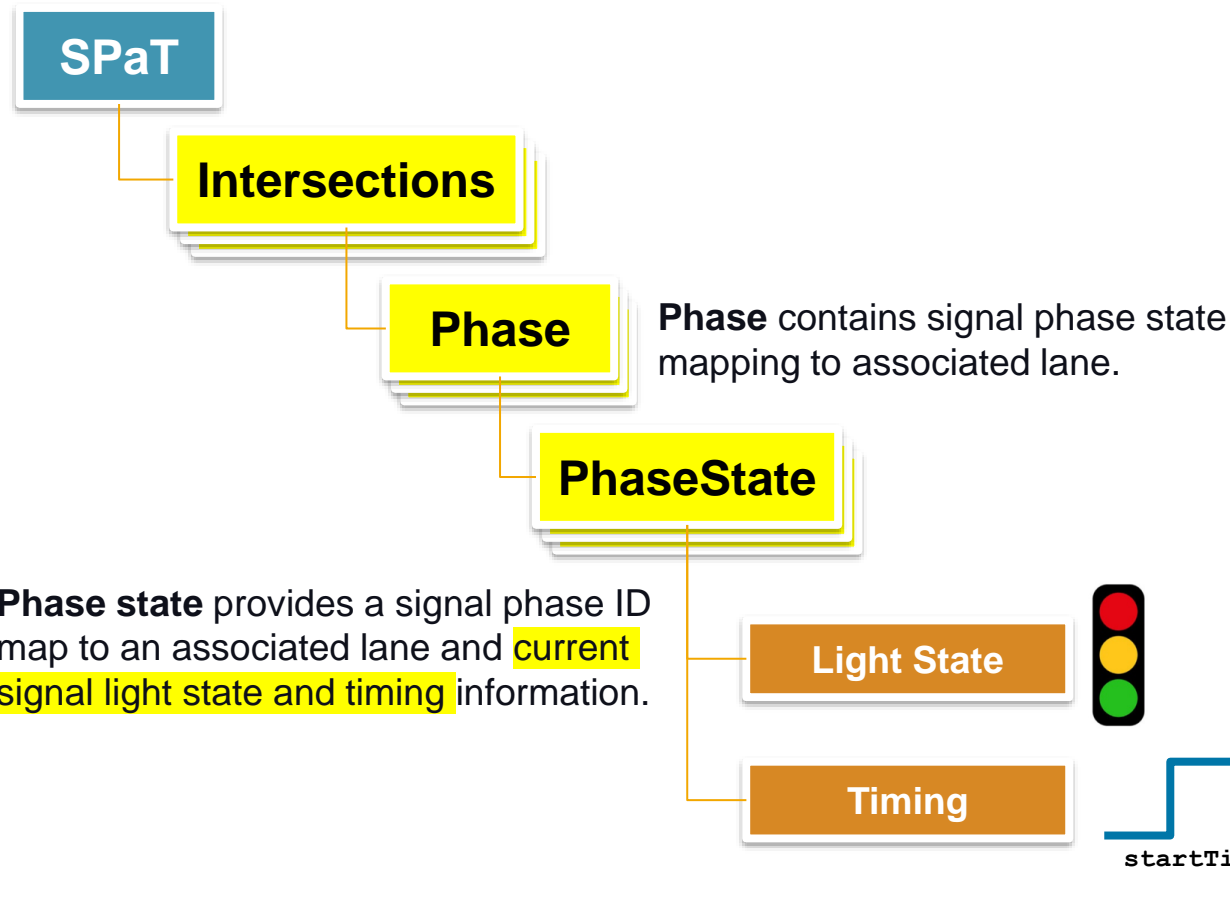 SPaT
Intersections
Phase
Phase contains signal phase state
mapping to associated lane.
PhaseState
Phase state provides a signal phase ID
map to an associated lane and current
signal light state and timing information.
Light State
Timing
startTi